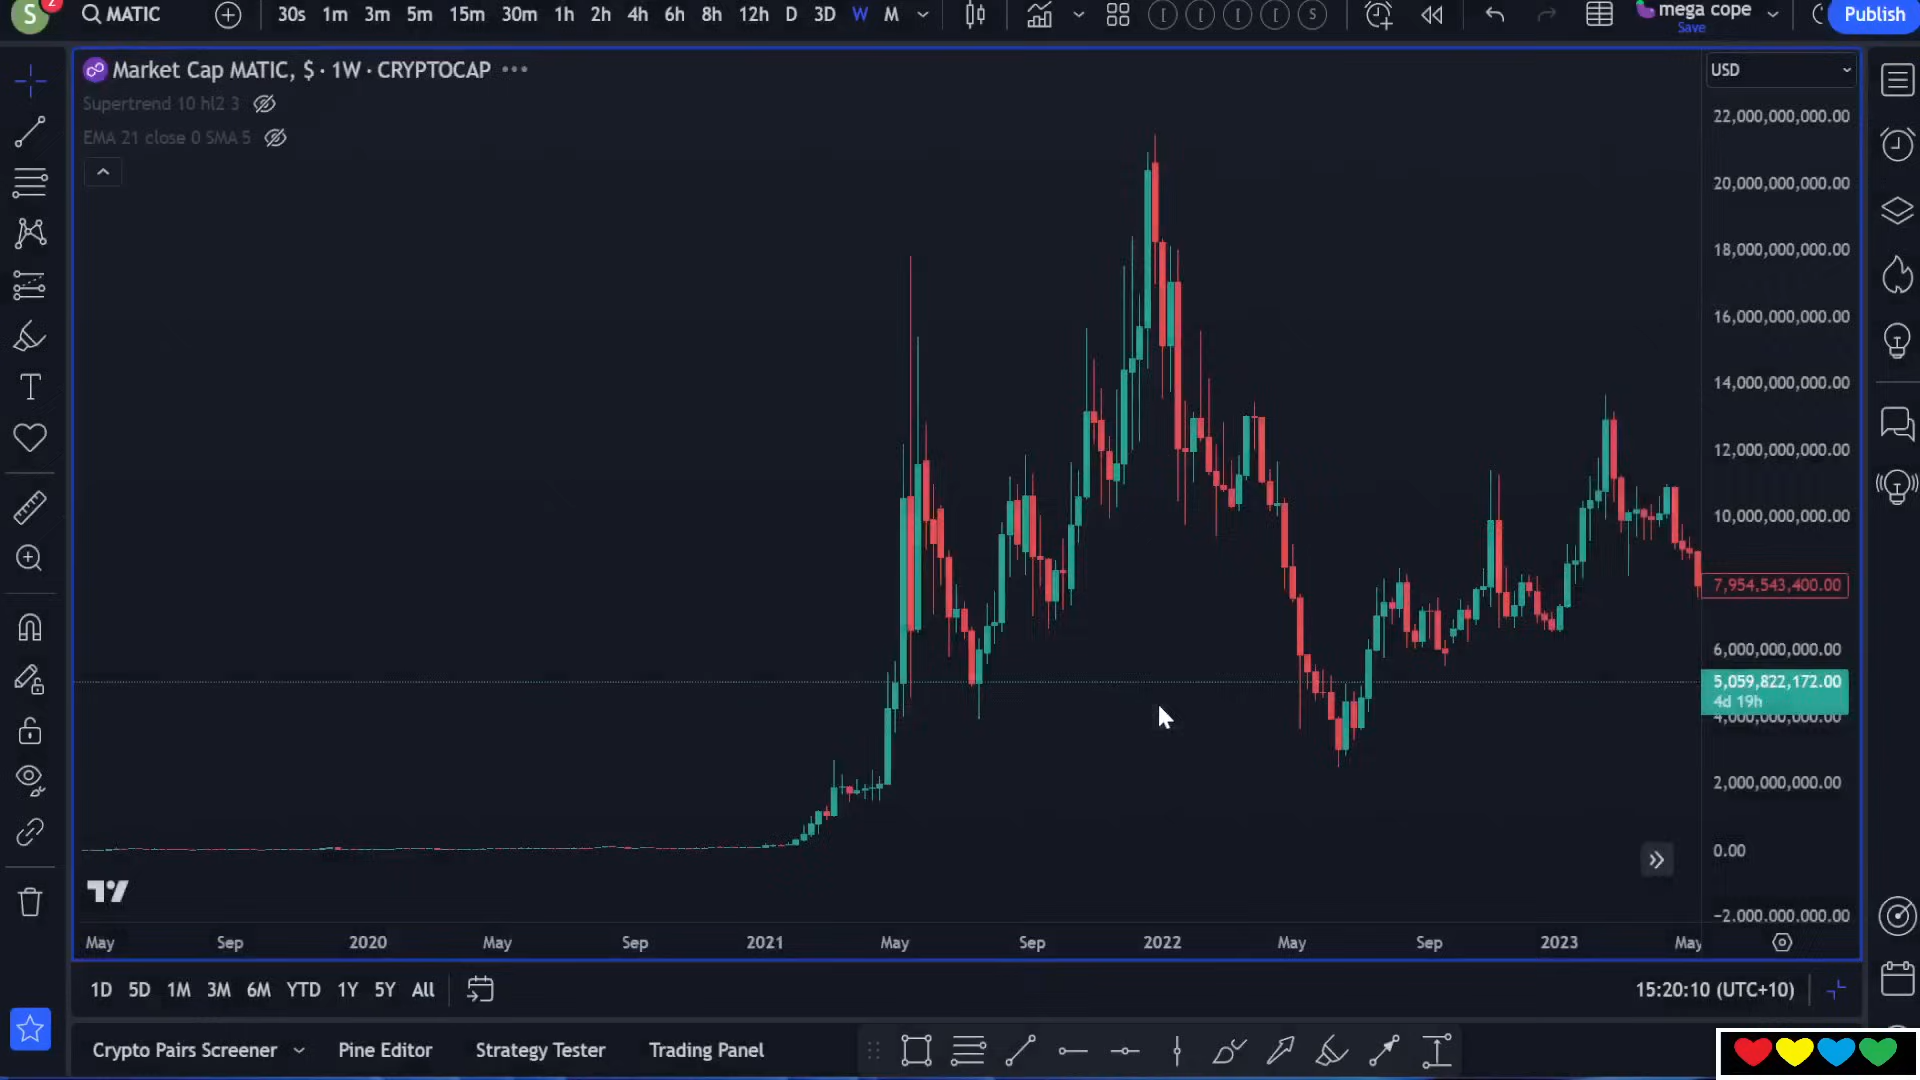 S 2 MATIC 30s 1m 3m 5m 15m 30m 1h 2h 4h 6h 8h 12h D 3D W M [ [ [ [ S mega cope Publish
Save
Market Cap MATIC, $ · 1W · CRYPTOCAP
USD
Supertrend 10 hl2 3
EMA 21 close 0 SMA 5
22,000,000,000.00
20,000,000,000.00
18,000,000,000.00
16,000,000,000.00
14,000,000,000.00
12,000,000,000.00
10,000,000,000.00
7,954,543,400.00
6,000,000,000.00
5,059,822,172.00
4d 19h
4,000,000,000.00
2,000,000,000.00
0.00
-2,000,000,000.00
May Sep 2020 May Sep 2021 May Sep 2022 May Sep 2023 May
1D 5D 1M 3M 6M YTD 1Y 5Y All 15:20:10 (UTC+10)
Crypto Pairs Screener Pine Editor Strategy Tester Trading Panel